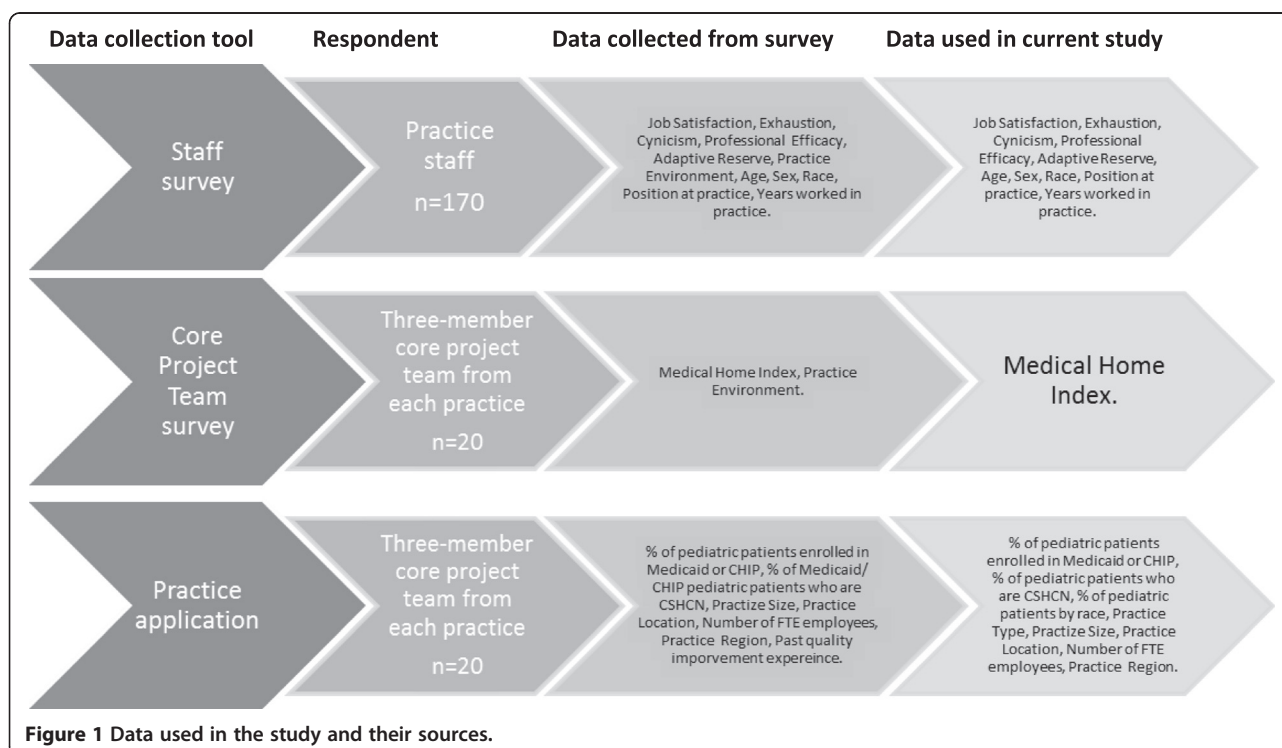 Data collection tool
Respondent
Data collected from survey
Data used in current study
Staff
survey
Practice
staff
n=170
Job Satisfaction, Exhaustion,
Cynicism, Professional Efficacy,
Adaptive Reserve, Practice
Environment, Age, Sex, Race,
Position at practice, Years worked in
practice.
Job Satisfaction, Exhaustion,
Cynicism, Professional
Efficacy, Adaptive Reserve,
Age, Sex, Race, Position at
practice, Years worked in
practice.
Core
Project
Team
survey
Three-member
core project
team from
each practice
n=20
Medical Home Index, Practice
Environment.
Medical Home
Index.
Practice
application
Three-member
core project
team from
each practice
n=20
% of pediatric patients enrolled in
Medicaid or CHIP, % of Medicaid/
CHIP pediatric patients who are
CSHCN, Practize Size, Practice
Location, Number of FTE employees,
Practice Region, Past quality
imporvement expereince.
% of pediatric patients
enrolled in Medicaid or CHIP,
% of pediatric patients who
are CSHCN, % of pediatric
patients by race, Practice
Type, Practize Size, Practice
Location, Number of FTE
employees, Practice Region.
Figure 1 Data used in the study and their sources.